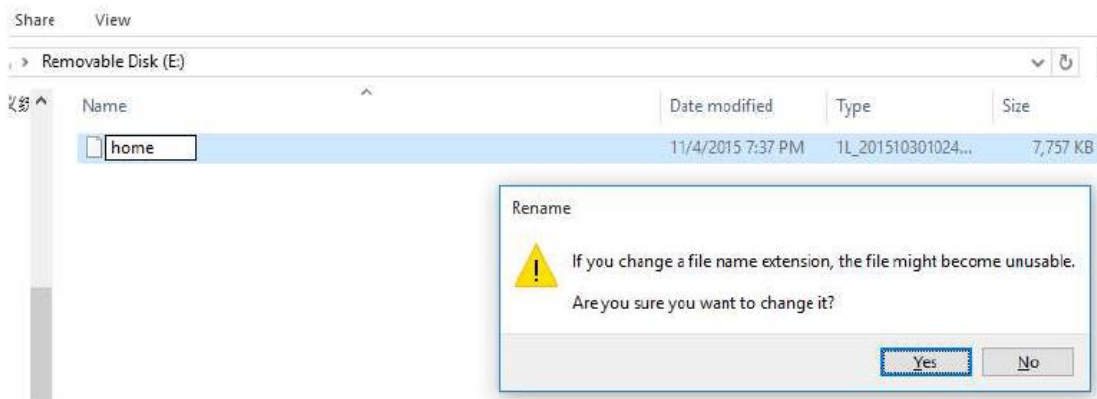 Share View
> Removable Disk (E:)
Name Date modified Type Size
home 11/4/2015 7:37 PM 1L_201510301024... 7,757 KB
Rename
If you change a file name extension, the file might become unusable.
Are you sure you want to change it?
Yes No